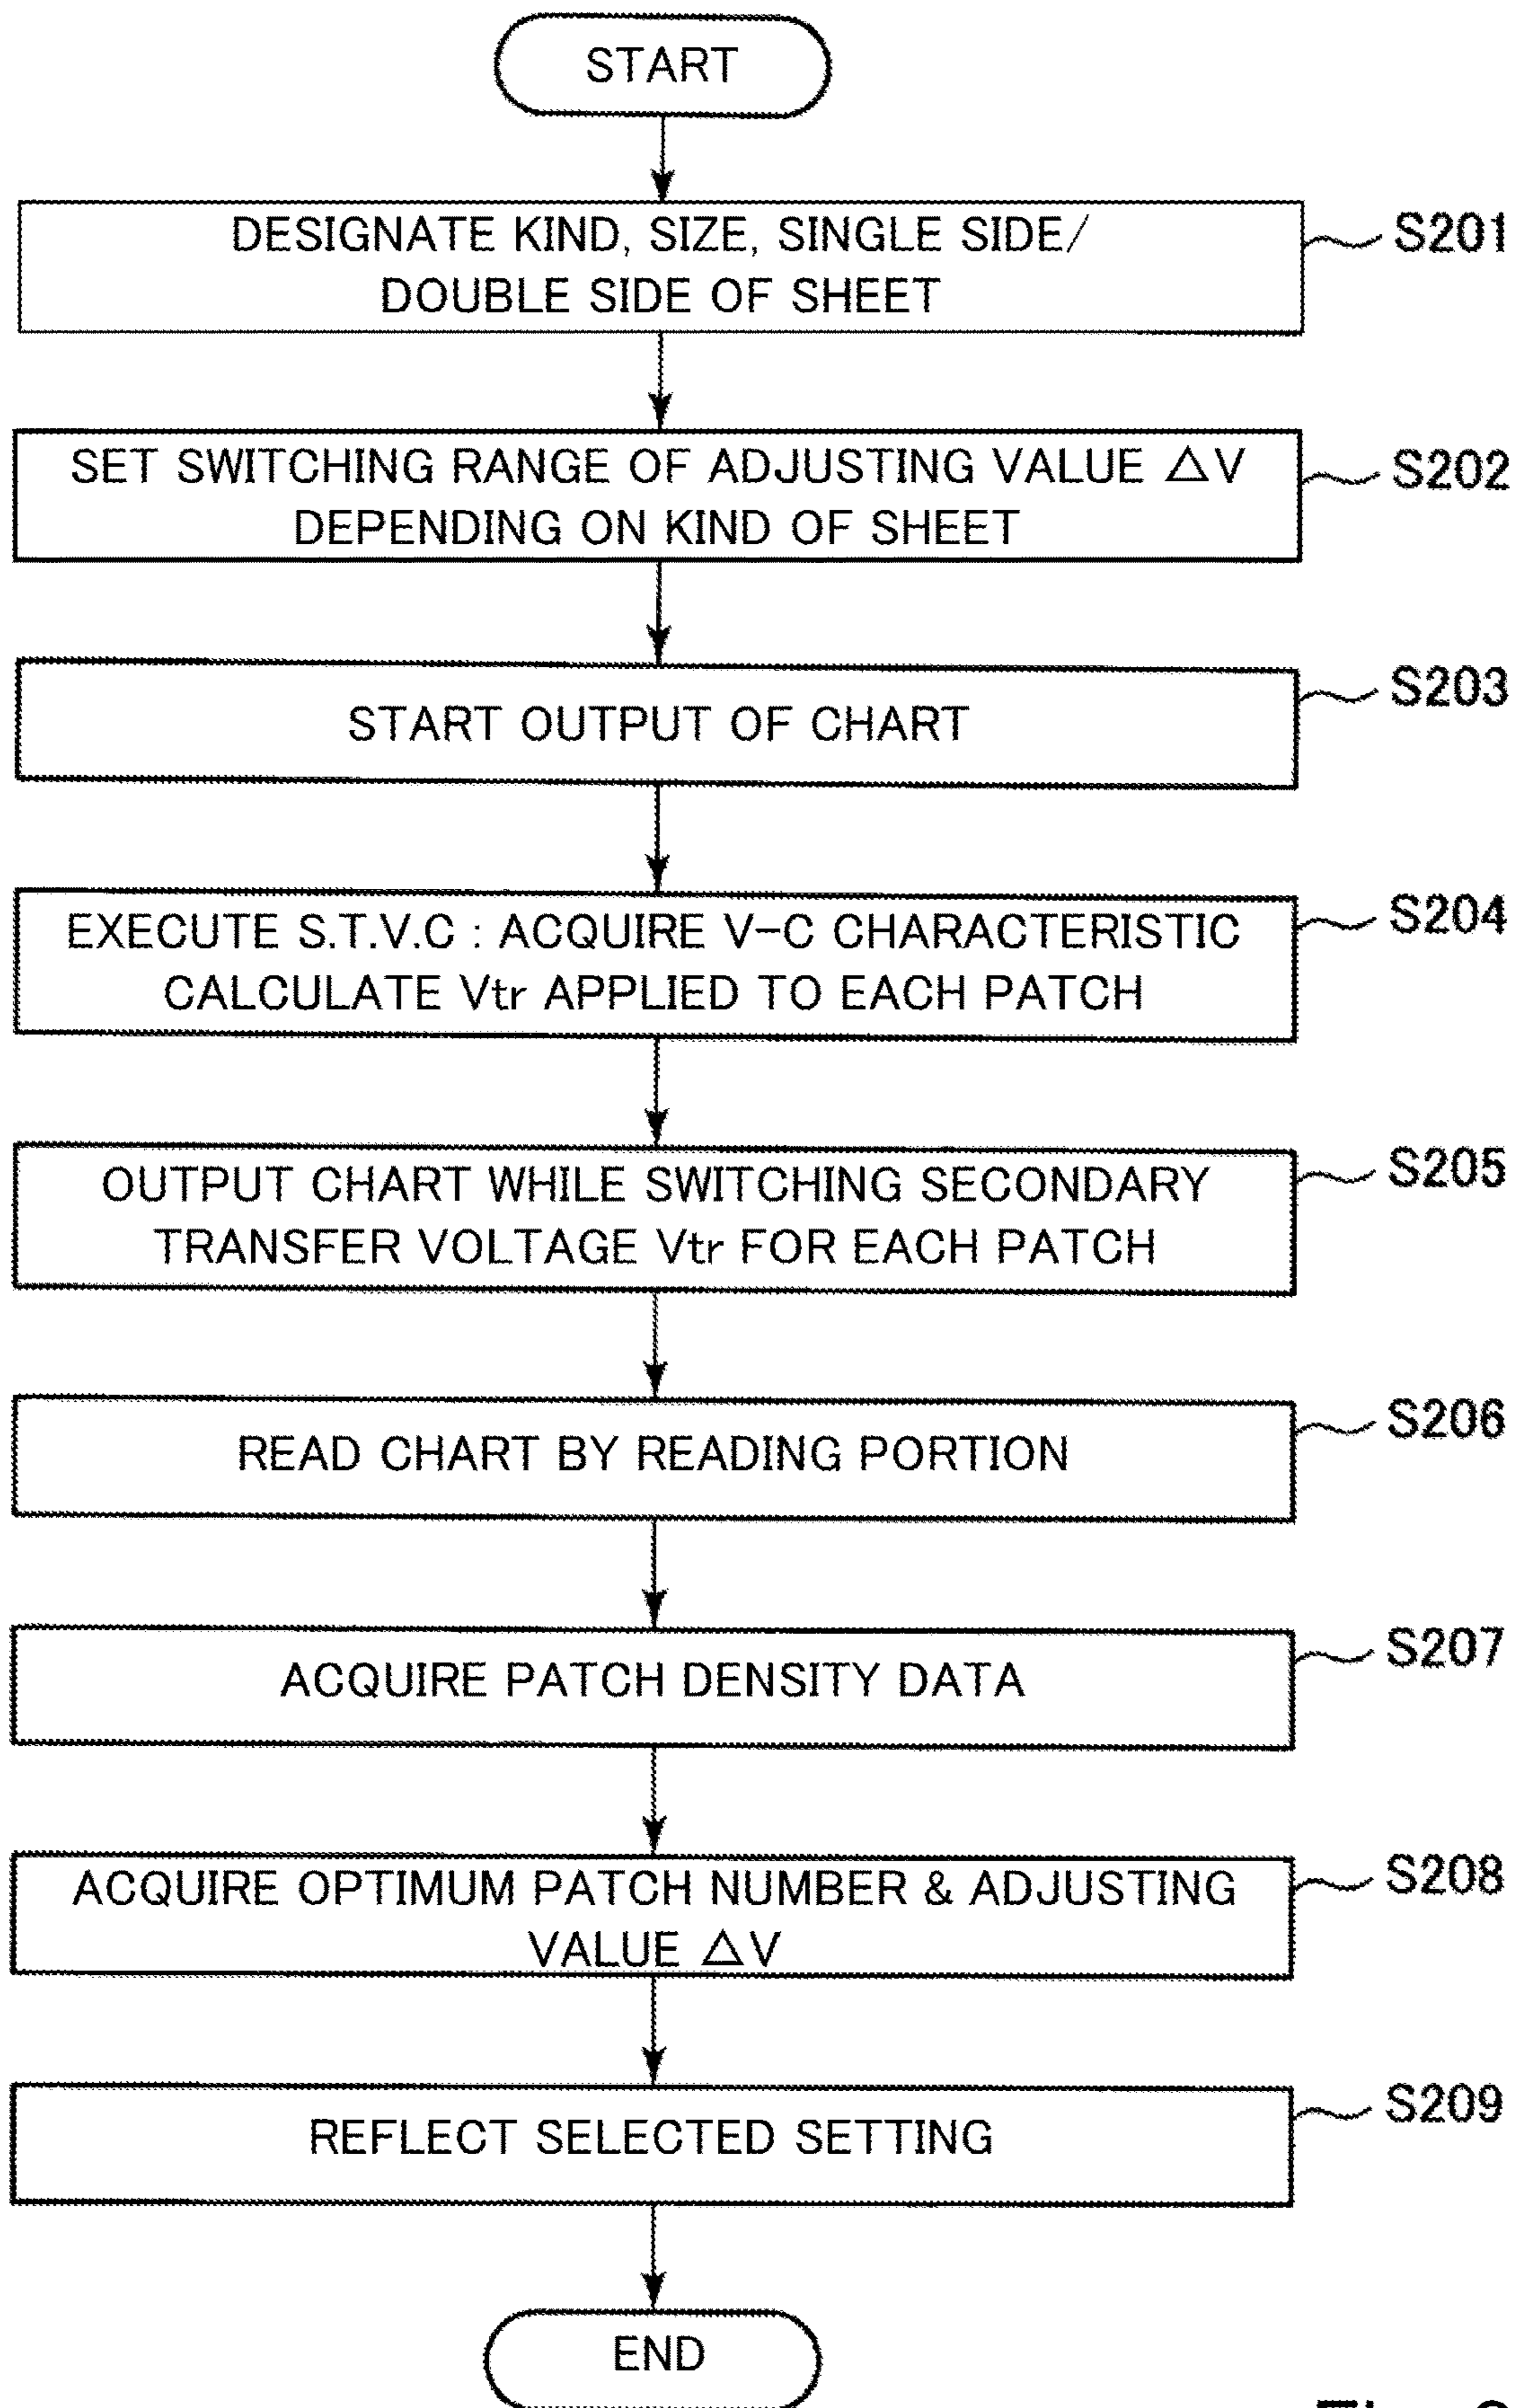 START
DESIGNATE KIND, SIZE, SINGLE SIDE/
DOUBLE SIDE OF SHEET
S201
SET SWITCHING RANGE OF ADJUSTING VALUE △V
DEPENDING ON KIND OF SHEET
S202
START OUTPUT OF CHART
S203
EXECUTE S.T.V.C : ACQUIRE V-C CHARACTERISTIC
CALCULATE Vtr APPLIED TO EACH PATCH
S204
OUTPUT CHART WHILE SWITCHING SECONDARY
TRANSFER VOLTAGE Vtr FOR EACH PATCH
S205
READ CHART BY READING PORTION
S206
ACQUIRE PATCH DENSITY DATA
S207
ACQUIRE OPTIMUM PATCH NUMBER & ADJUSTING
VALUE △V
S208
REFLECT SELECTED SETTING
S209
END